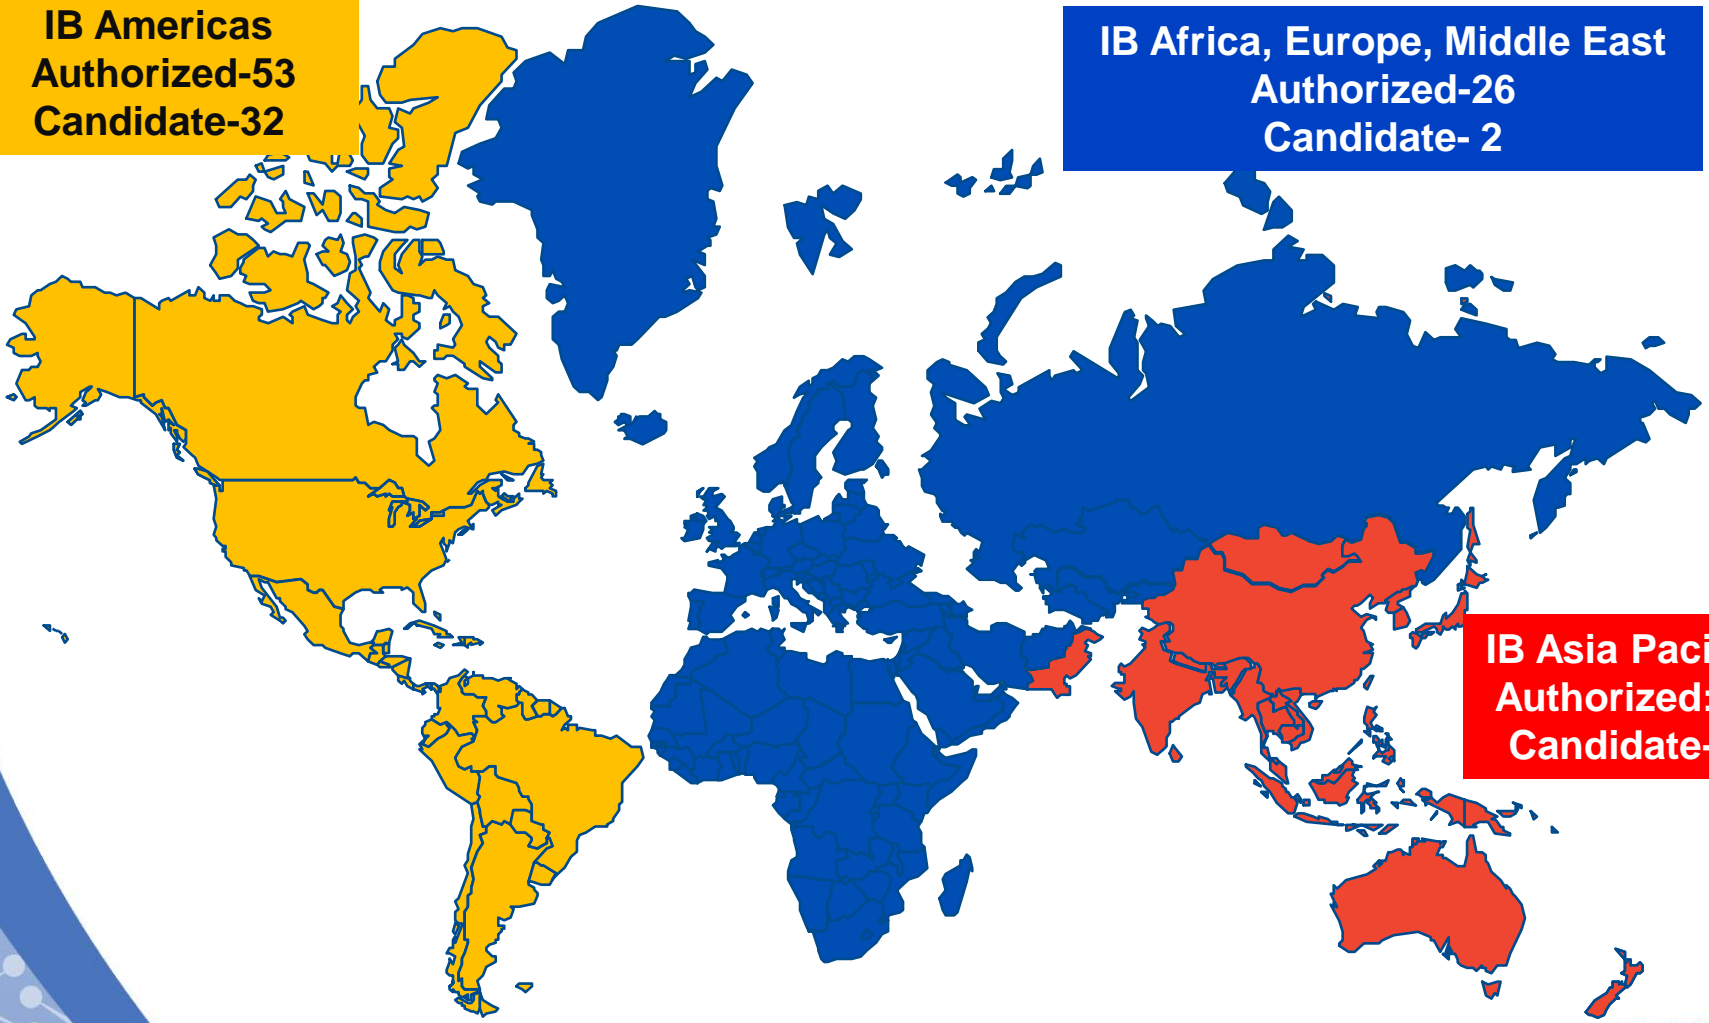 IB Americas
Authorized-53
Candidate-32
IB Africa, Europe, Middle East
Authorized-26
Candidate- 2
IB Asia Paci
Authorized:
Candidate-